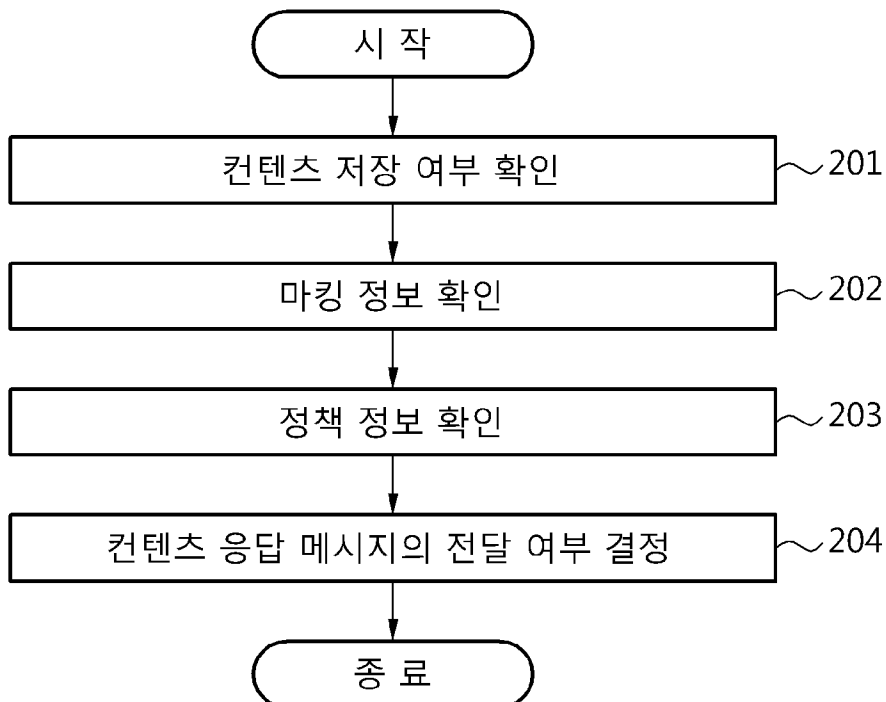 시 작
컨텐츠 저장 여부 확인
201
마킹 정보 확인
202
정책 정보 확인
203
컨텐츠 응답 메시지의 전달 여부 결정
204
종 료